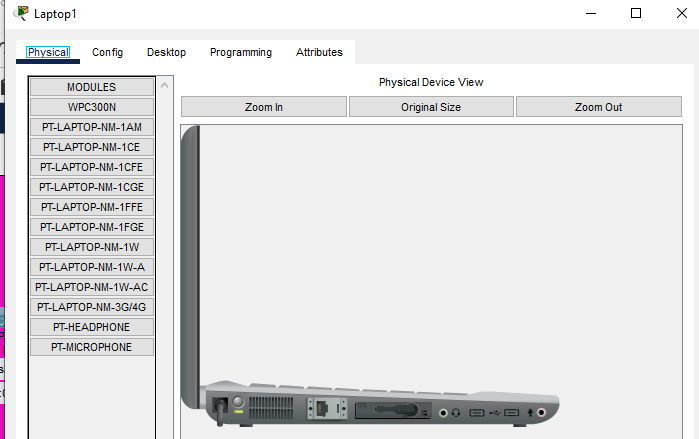 Laptop1
Physical Config Desktop Programming Attributes
MODULES
WPC300N
PT-LAPTOP-NM-1AM
PT-LAPTOP-NM-1CE
PT-LAPTOP-NM-1CFE
PT-LAPTOP-NM-1CGE
PT-LAPTOP-NM-1FFE
PT-LAPTOP-NM-1FGE
PT-LAPTOP-NM-1W
PT-LAPTOP-NM-1W-A
PT-LAPTOP-NM-1W-AC
PT-LAPTOP-NM-3G/4G
PT-HEADPHONE
PT-MICROPHONE
Physical Device View
Zoom In Original Size Zoom Out